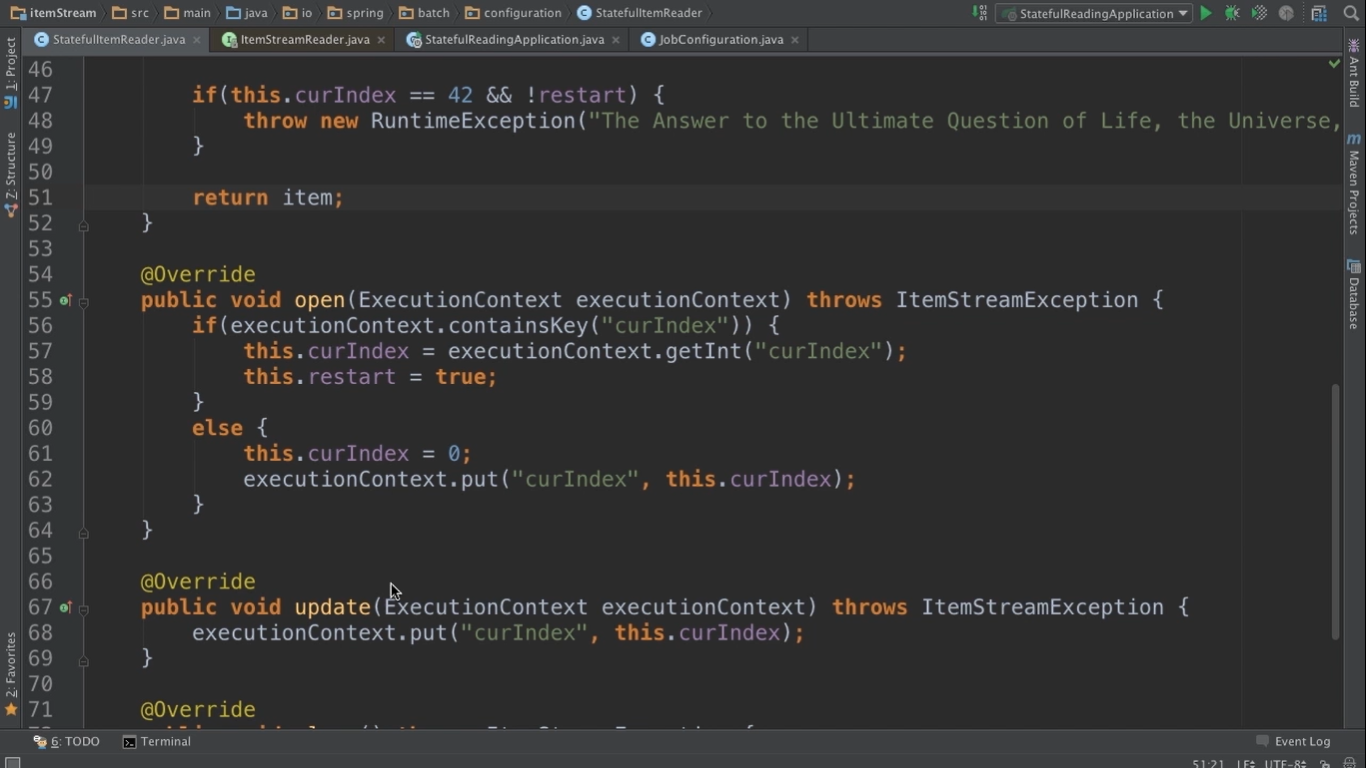 itemStream src main java io spring batch configuration StatefulItemReader StatefulReadingApplication
StatefulItemReader.java ItemStreamReader.java StatefulReadingApplication.java JobConfiguration.java
1: Project
7: Structure
2: Favorites
46
47 if(this.curIndex == 42 && !restart) {
48 throw new RuntimeException("The Answer to the Ultimate Question of Life, the Universe,
49 }
50
51 return item;
52 }
53
54 @Override
55 public void open(ExecutionContext executionContext) throws ItemStreamException {
56 if(executionContext.containsKey("curIndex")) {
57 this.curIndex = executionContext.getInt("curIndex");
58 this.restart = true;
59 }
60 else {
61 this.curIndex = 0;
62 executionContext.put("curIndex", this.curIndex);
63 }
64 }
65
66 @Override
67 public void update(ExecutionContext executionContext) throws ItemStreamException {
68 executionContext.put("curIndex", this.curIndex);
69 }
70
71 @Override
Ant Build
Maven Projects
Database
6: TODO Terminal Event Log
51:21 LF UTF-8